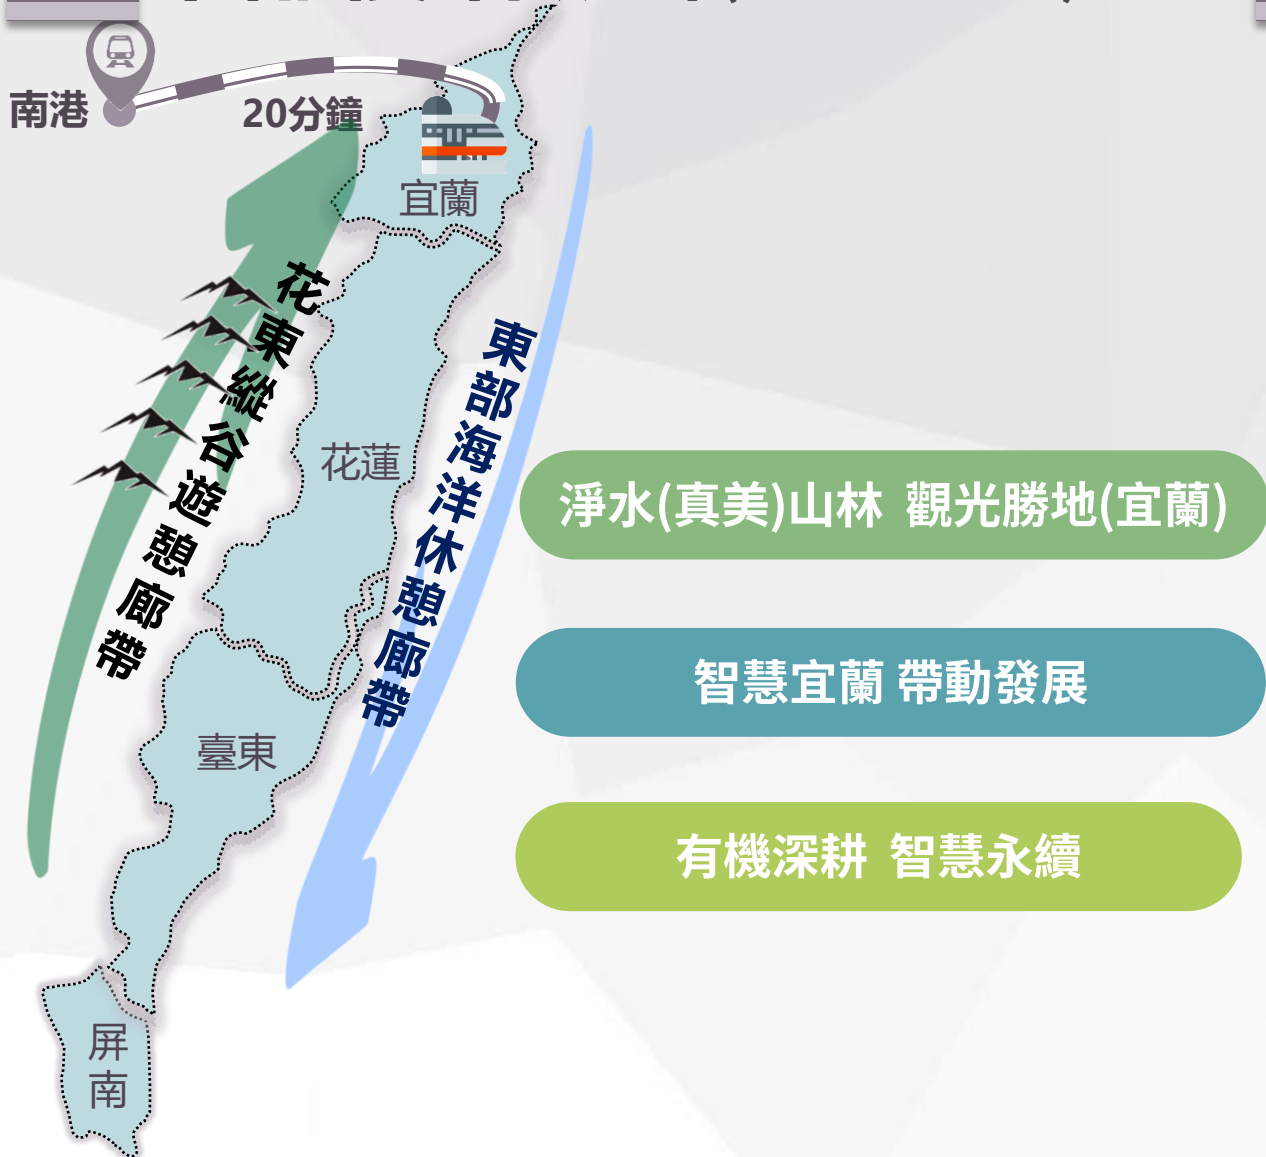 南港
20分鐘
宜蘭
花東縱谷遊憩廊帶
東部海洋休憩廊帶
花蓮
臺東
屏南
淨水(真美)山林 觀光勝地(宜蘭)
智慧宜蘭 帶動發展
有機深耕 智慧永續